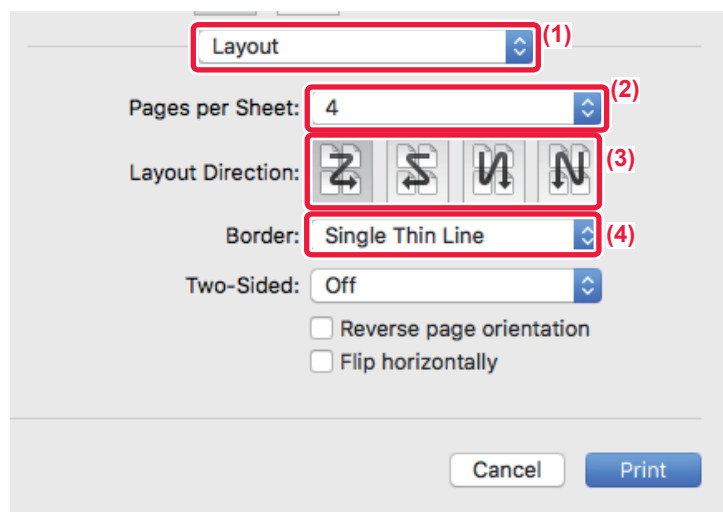 Layout (1)
Pages per Sheet: 4 (2)
Layout Direction: (3)
Border: Single Thin Line (4)
Two-Sided: Off
Reverse page orientation
Flip horizontally
Cancel Print